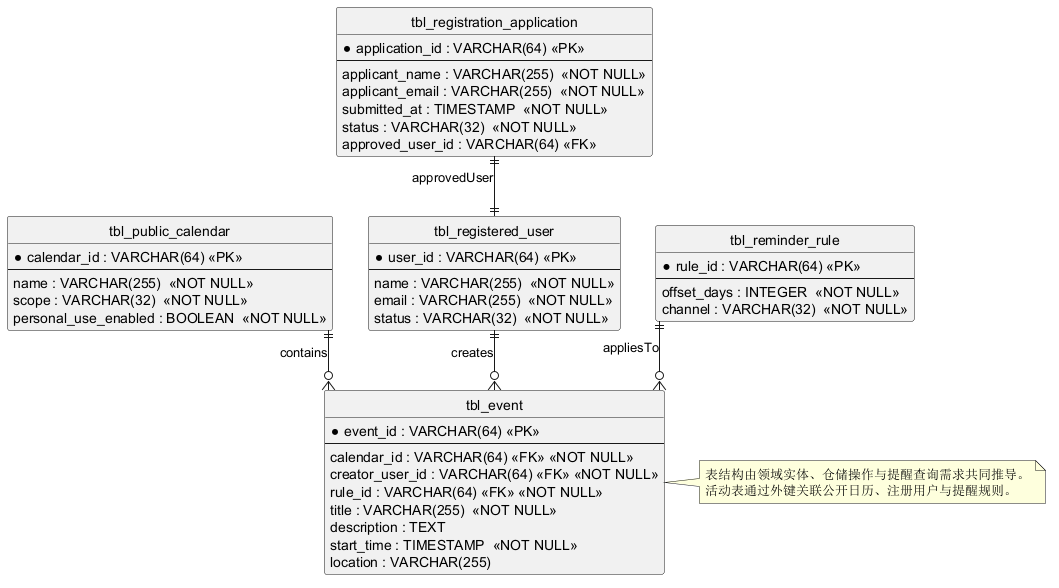 tbl_registration_application
application_id : VARCHAR(64) «PK»
applicant_name : VARCHAR(255) «NOT NULL»
applicant_email : VARCHAR(255) «NOT NULL»
submitted_at : TIMESTAMP «NOT NULL»
status : VARCHAR(32) «NOT NULL»
approved_user_id : VARCHAR(64) «FK»
approvedUser
tbl_public_calendar
calendar_id : VARCHAR(64) «PK»
name : VARCHAR(255) «NOT NULL»
scope : VARCHAR(32) «NOT NULL»
personal_use_enabled : BOOLEAN «NOT NULL»
tbl_registered_user
user_id : VARCHAR(64) «PK»
name : VARCHAR(255) «NOT NULL»
email : VARCHAR(255) «NOT NULL»
status : VARCHAR(32) «NOT NULL»
tbl_reminder_rule
rule_id : VARCHAR(64) «PK»
offset_days : INTEGER «NOT NULL»
channel : VARCHAR(32) «NOT NULL»
contains
creates
appliesTo
tbl_event
event_id : VARCHAR(64) «PK»
calendar_id : VARCHAR(64) «FK» «NOT NULL»
creator_user_id : VARCHAR(64) «FK» «NOT NULL»
rule_id : VARCHAR(64) «FK» «NOT NULL»
title : VARCHAR(255) «NOT NULL»
description : TEXT
start_time : TIMESTAMP «NOT NULL»
location : VARCHAR(255)
表结构由领域实体、仓储操作与提醒查询需求共同推导。
活动表通过外键关联公开日历、注册用户与提醒规则。